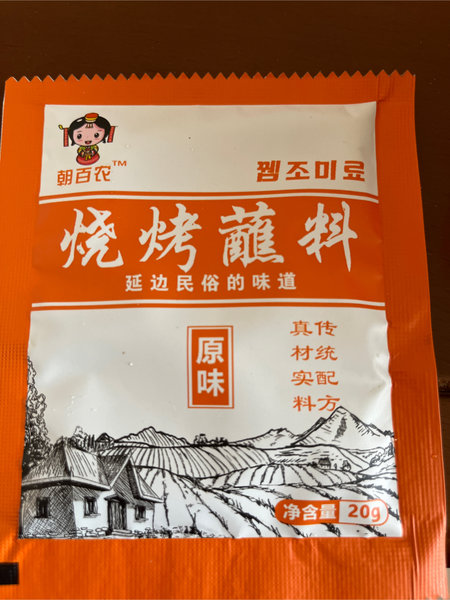 朝百农™
뀀조미료
烧烤蘸料
延边民俗的味道
原味
传统配方
真材实料
净含量 20g